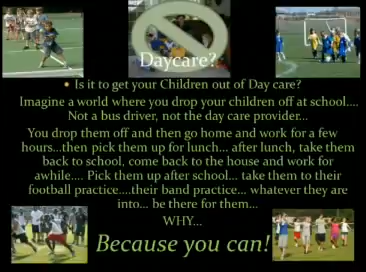 Daycare?
Is it to get your Children out of Day care?
Imagine a world where you drop your children off at school....
Not a bus driver, not the day care provider...
You drop them off and then go home and work for a few
hours...then pick them up for lunch... after lunch, take them
back to school, come back to the house and work for
awhile.... Pick them up after school... take them to their
football practice....their band practice... whatever they are
into... be there for them...
WHY...
Because you can!